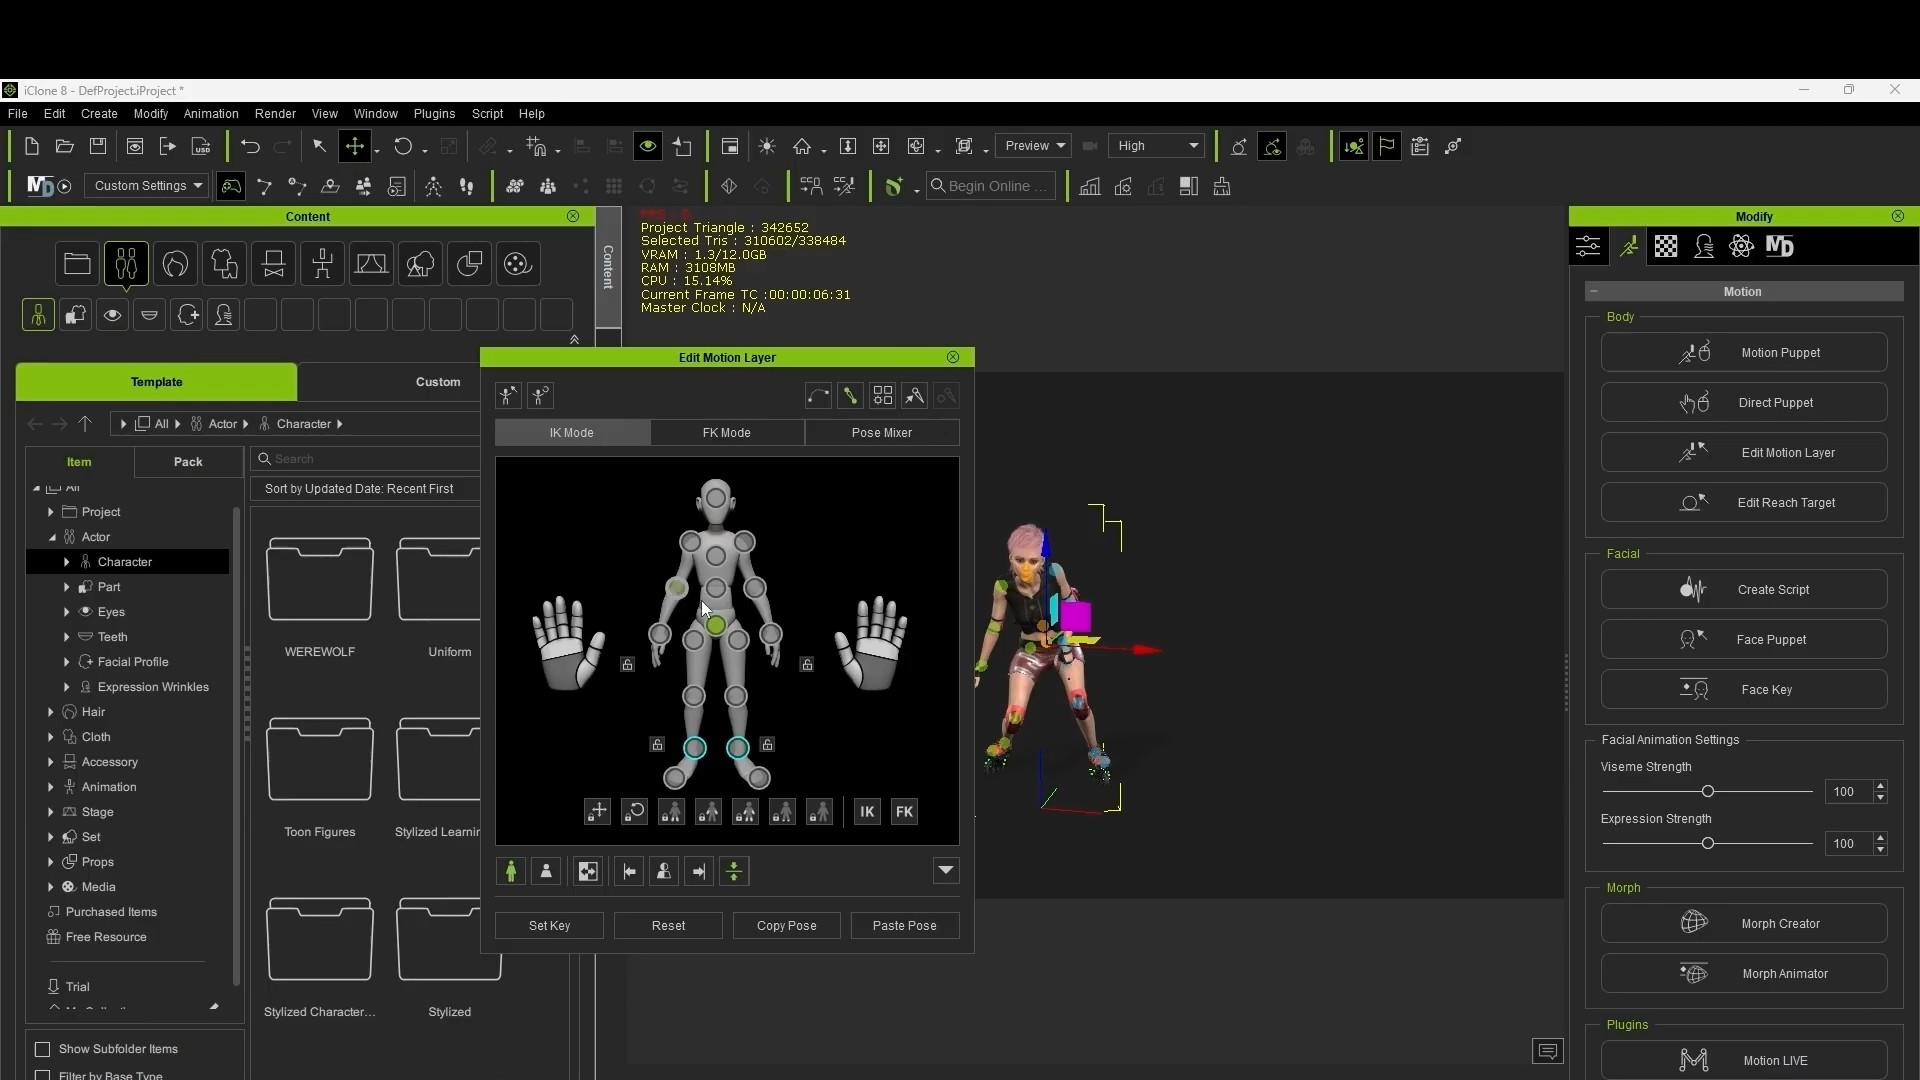 iClone 8 - DefProject.iProject *
File Edit Create Modify Animation Render View Window Plugins Script Help
Preview High
Custom Settings Begin Online ...
Content
Content
Project Triangle : 342652
Selected Tris : 310602/338484
VRAM : 1.3/12.0GB
RAM : 3108MB
CPU : 15.14%
Current Frame TC :00:00:06:31
Master Clock : N/A
Template Custom
All Actor Character
Item Pack
Search
Sort by Updated Date: Recent First
All
Project
Actor
Character
Part
Eyes
Teeth
Facial Profile
Expression Wrinkles
Hair
Cloth
Accessory
Animation
Stage
Set
Props
Media
Purchased Items
Free Resource
Trial
Show Subfolder Items
Filter by Base Type
WEREWOLF Uniform
Toon Figures Stylized Learnin
Stylized Character... Stylized
Edit Motion Layer
IK Mode FK Mode Pose Mixer
IK FK
Set Key Reset Copy Pose Paste Pose
Modify
MD
Motion
Body
Motion Puppet
Direct Puppet
Edit Motion Layer
Edit Reach Target
Facial
Create Script
Face Puppet
Face Key
Facial Animation Settings
Viseme Strength
100
Expression Strength
100
Morph
Morph Creator
Morph Animator
Plugins
Motion LIVE